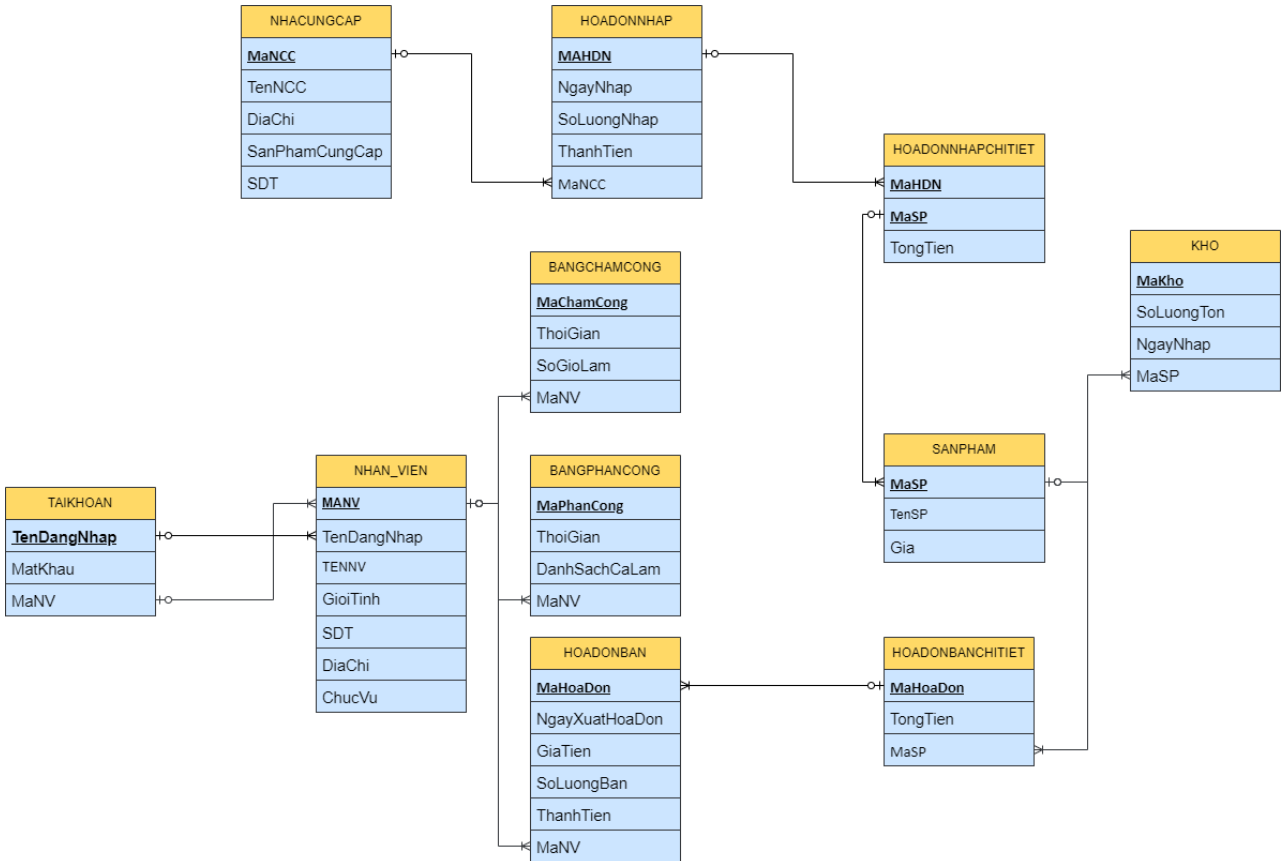 NHACUNGCAP
MaNCC
TenNCC
DiaChi
SanPhamCungCap
SDT
HOADONNHAP
MAHDN
NgayNhap
SoLuongNhap
ThanhTien
MaNCC
HOADONNHAPCHITIET
MaHDN
MaSP
TongTien
KHO
MaKho
SoLuongTon
NgayNhap
MaSP
BANGCHAMCONG
MaChamCong
ThoiGian
SoGioLam
MaNV
SANPHAM
MaSP
TenSP
Gia
TAIKHOAN
TenDangNhap
MatKhau
MaNV
NHAN_VIEN
MANV
TenDangNhap
TENNV
GioiTinh
SDT
DiaChi
ChucVu
BANGPHANCONG
MaPhanCong
ThoiGian
DanhSachCaLam
MaNV
HOADONBAN
MaHoaDon
NgayXuatHoaDon
GiaTien
SoLuongBan
ThanhTien
MaNV
HOADONBANCHITIET
MaHoaDon
TongTien
MaSP